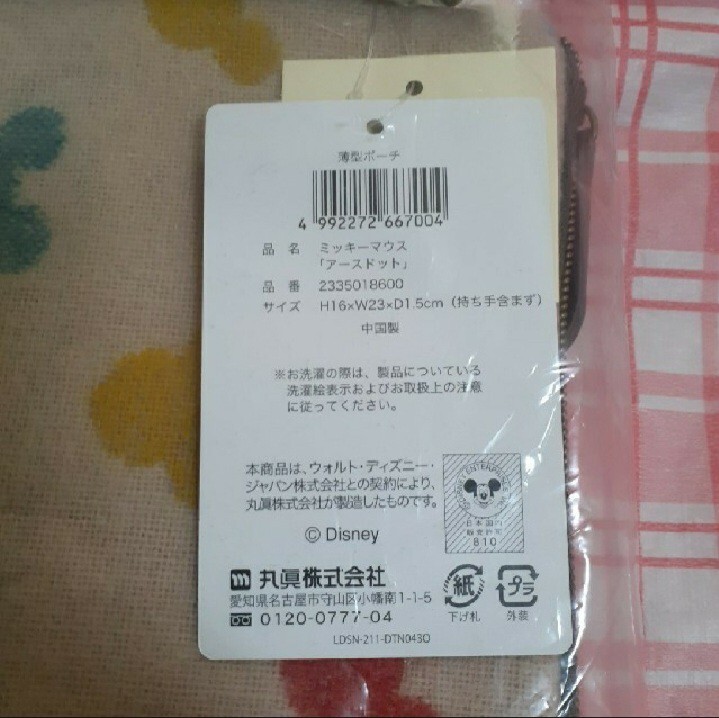 薄型ポーチ
4 992272 667004
品 名 ミッキーマウス
「アースドット」
品 番 2335018600
サイズ H16×W23×D1.5cm（持ち手含まず）
中国製
※お洗濯の際は、製品についている
洗濯絵表示およびお取扱上の注意
に従ってください。
本商品は、ウォルト・ディズニー・
ジャパン株式会社との契約により、
丸眞株式会社が製造したものです。
© Disney
日本国内
810
丸眞株式会社
愛知県名古屋市守山区小幡南1-1-5
0120-0777-04
紙
下げ札
プラ
外装
LDSN-211-DTN04BQ